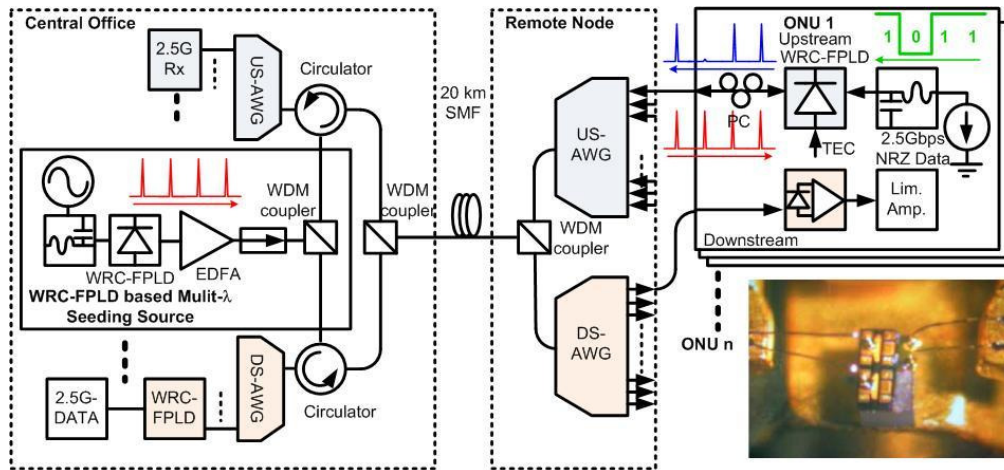 Central Office
2.5G
Rx
US-AWG
Circulator
WDM
coupler
WDM
coupler
WRC-FPLD
EDFA
WRC-FPLD based Mulit-λ
Seeding Source
2.5G-
DATA
WRC-
FPLD
DS-AWG
Circulator
20 km
SMF
Remote Node
US-
AWG
WDM
coupler
DS-
AWG
ONU 1
Upstream
WRC-FPLD
1 0 1 1
PC
TEC
2.5Gbps
NRZ Data
Lim.
Amp.
Downstream
ONU n